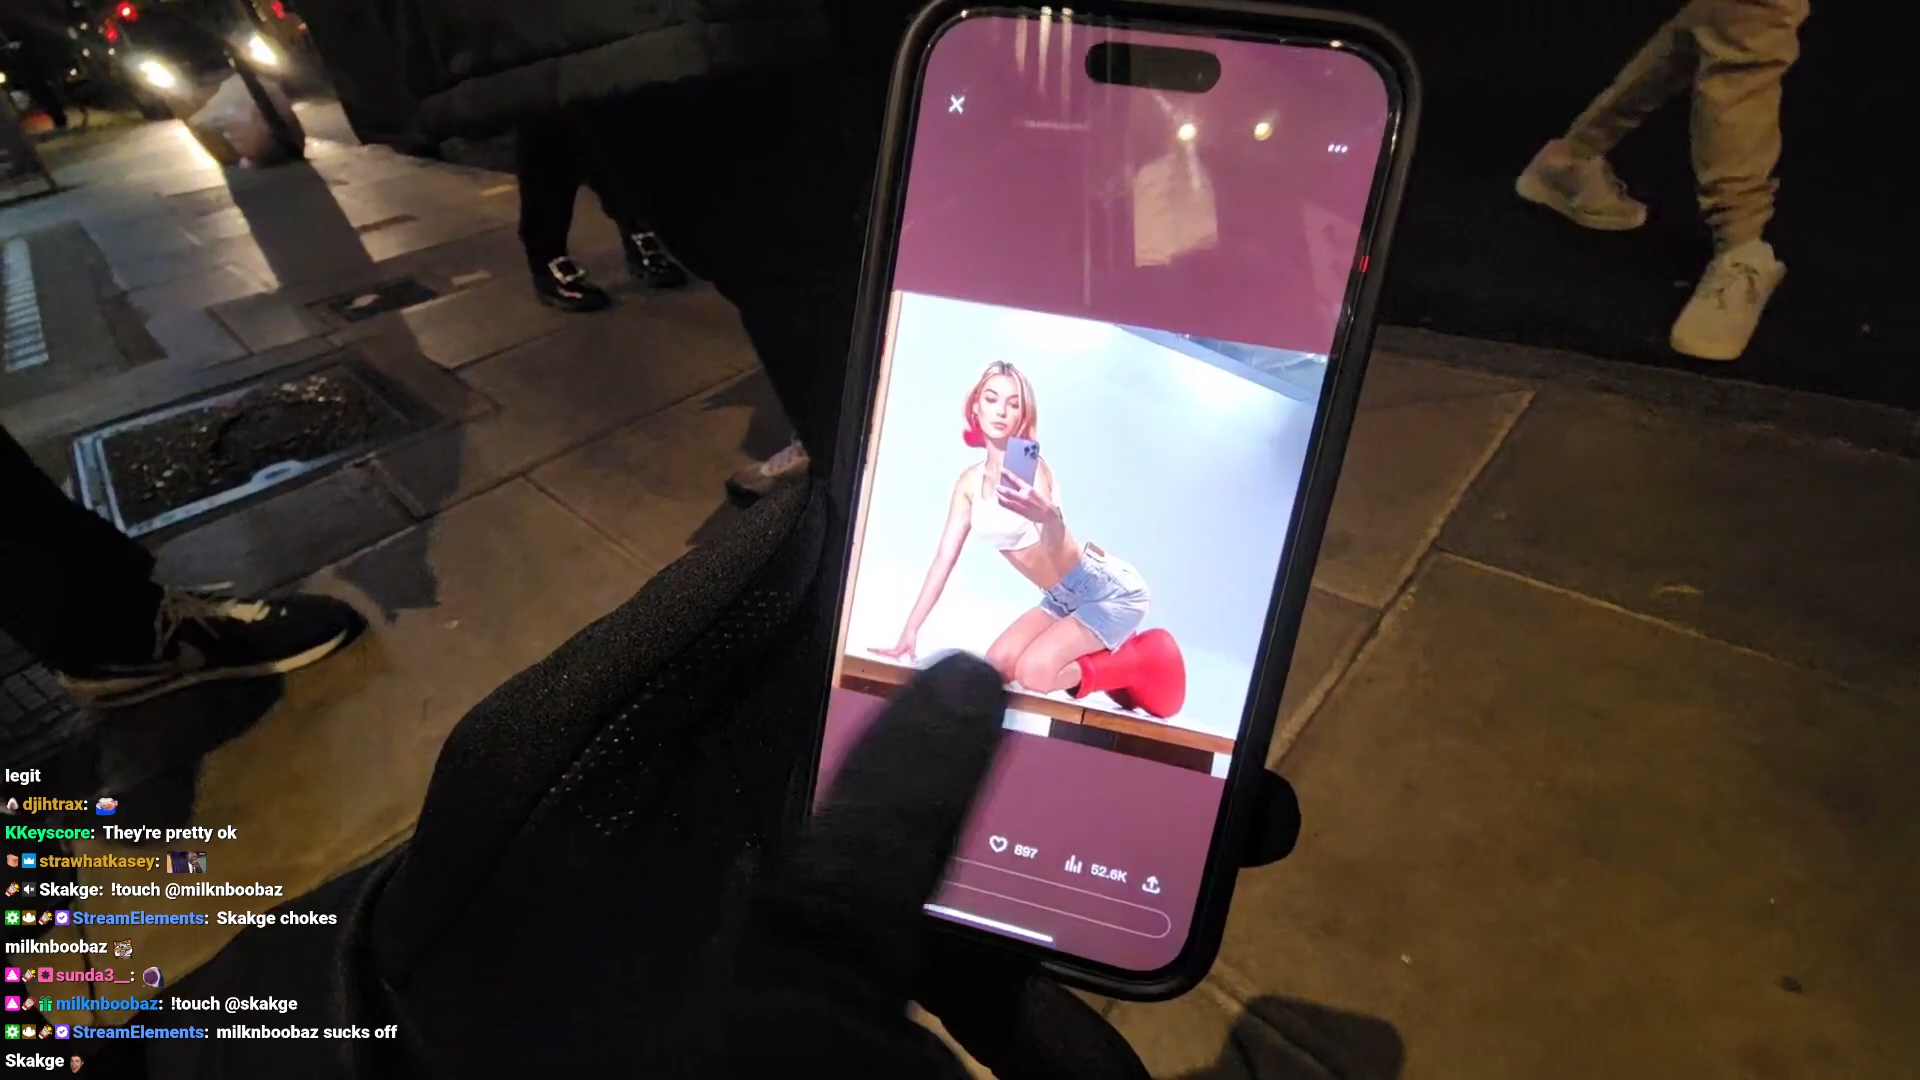 897
52.6K
legit
djihtrax:
KKeyscore: They're pretty ok
strawhatkasey:
Skakge: !touch @milknboobaz
StreamElements: Skakge chokes
milknboobaz
sunda3__:
milknboobaz: !touch @skakge
StreamElements: milknboobaz sucks off
Skakge